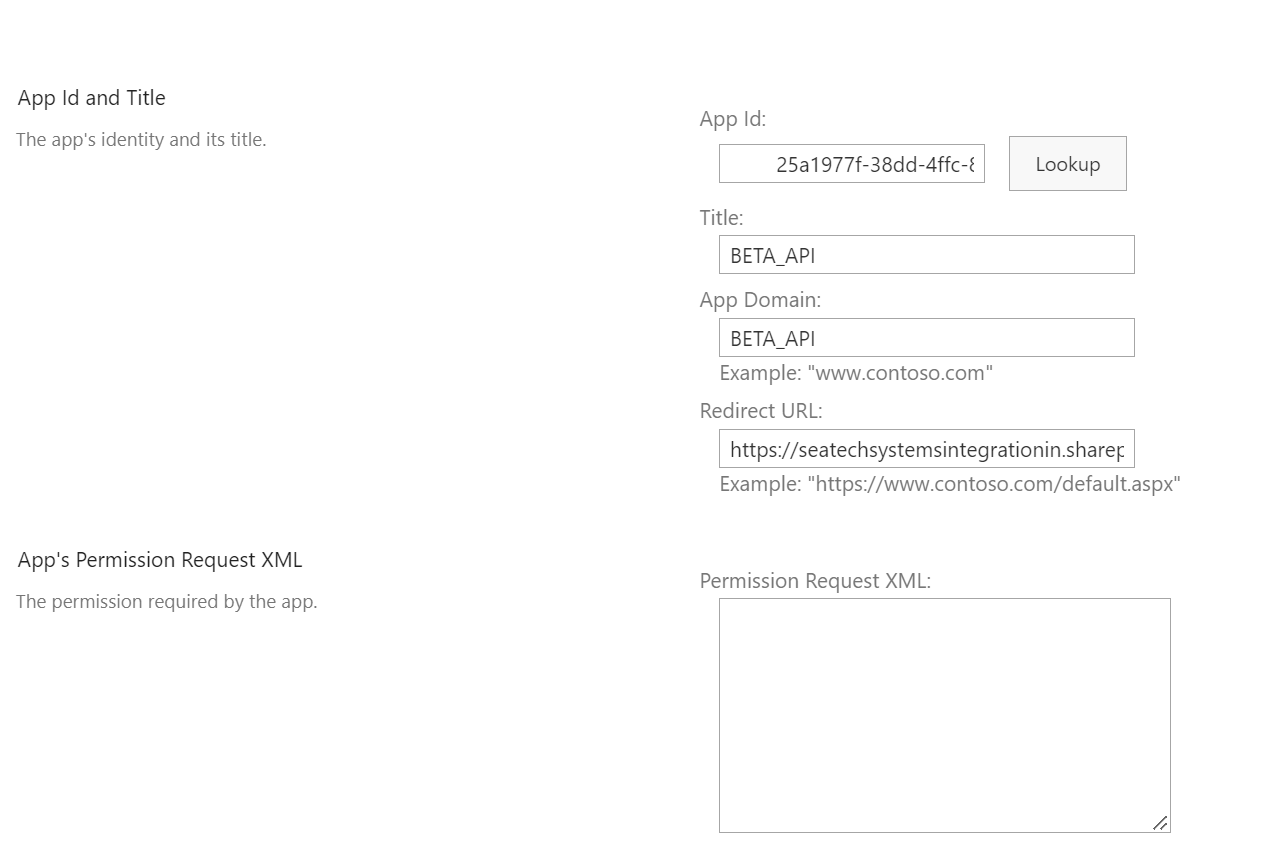 App Id and Title
The app's identity and its title.
App Id:
25a1977f-38dd-4ffc-8
Lookup
Title:
BETA_API
App Domain:
BETA_API
Example: "www.contoso.com"
Redirect URL:
https://seatechsystemsintegrationin.sharep
Example: "https://www.contoso.com/default.aspx"
App's Permission Request XML
The permission required by the app.
Permission Request XML: